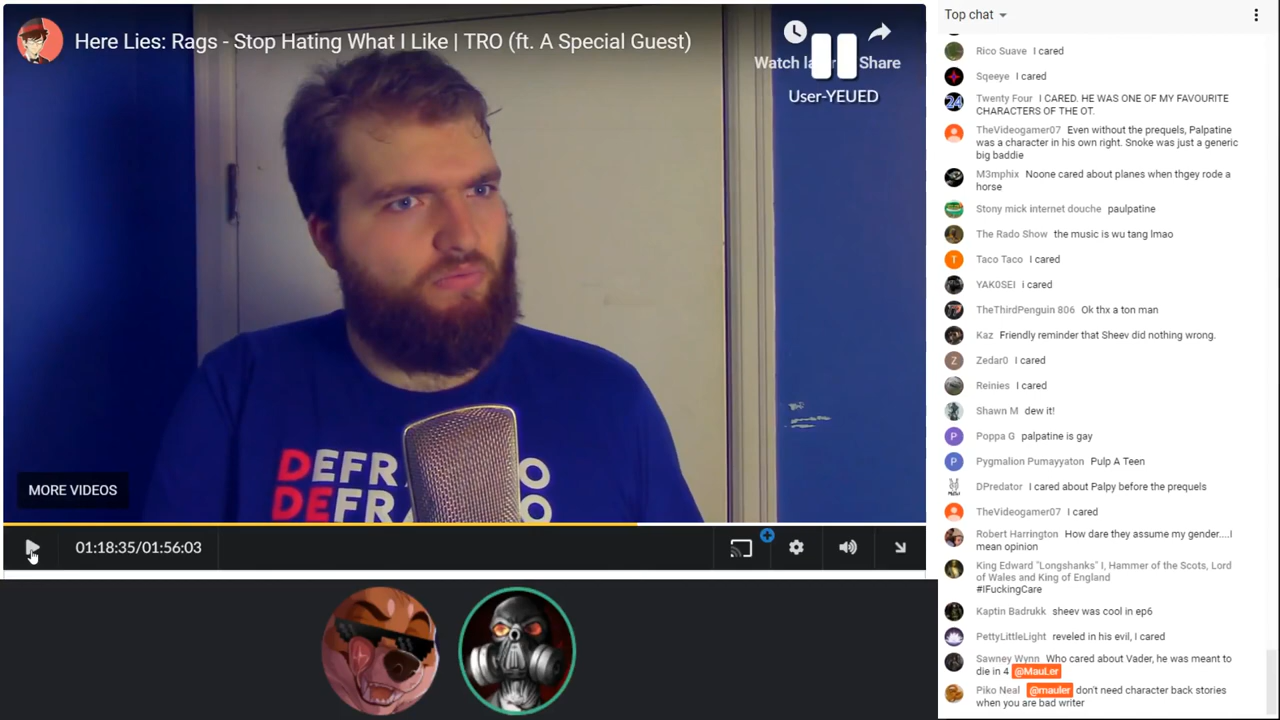 Here Lies: Rags - Stop Hating What I Like | TRO (ft. A Special Guest)
Share
User-YEUED
MORE VIDEOS
01:18:35/01:56:03
Top chat
Rico Suave I cared
Sqeeye I cared
24
Twenty Four I CARED. HE WAS ONE OF MY FAVOURITE
CHARACTERS OF THE OT.
TheVideogamer07 Even without the prequels, Palpatine
was a character in his own right. Snoke was just a generic
big baddie
M3mphix Noone cared about planes when thgey rode a
horse
Stony mick internet douche paulpatine
The Rado Show the music is wu tang lmao
T
Taco Taco I cared
YAK0SEI i cared
TheThirdPenguin 806 Ok thx a ton man
Kaz Friendly reminder that Sheev did nothing wrong.
Z
Zedar0 I cared
Reinies I cared
Shawn M dew it!
P
Poppa G palpatine is gay
P
Pygmalion Pumayyaton Pulp A Teen
DPredator I cared about Palpy before the prequels
TheVideogamer07 I cared
Robert Harrington How dare they assume my gender....I
mean opinion
King Edward "Longshanks" I, Hammer of the Scots, Lord
of Wales and King of England
#IFuckingCare
Kaptin Badrukk sheev was cool in ep6
PettyLittleLight reveled in his evil, I cared
Sawney Wynn Who cared about Vader, he was meant to
die in 4 @MauLer
Piko Neal @mauler don't need character back stories
when you are bad writer